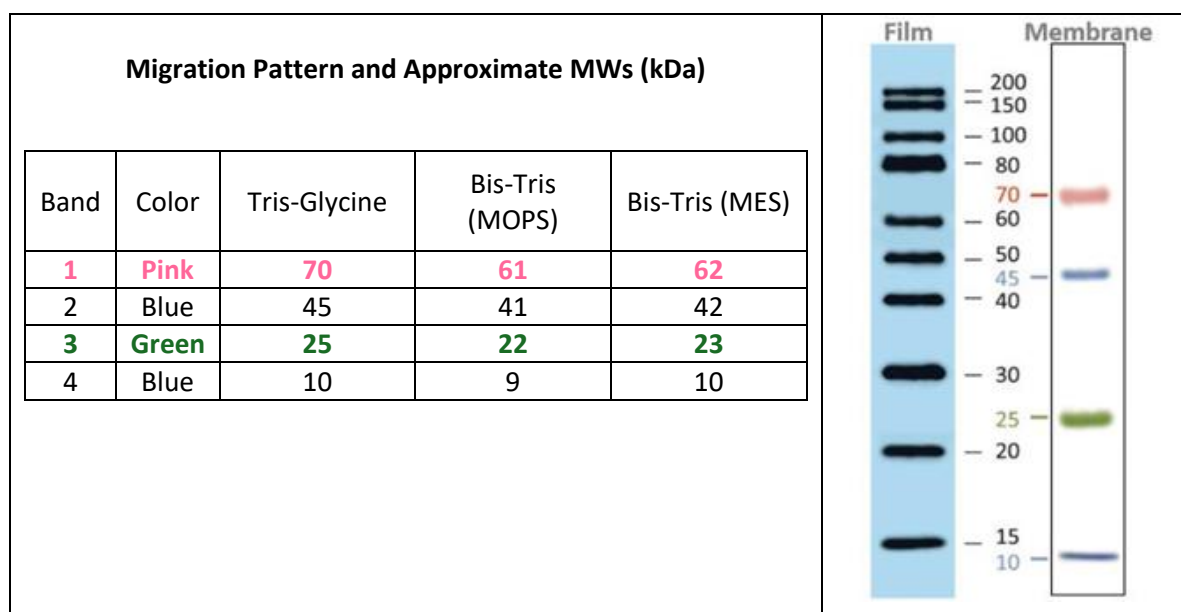 Migration Pattern and Approximate MWs (kDa)
Band Color Tris-Glycine Bis-Tris (MOPS) Bis-Tris (MES)
1 Pink 70 61 62
2 Blue 45 41 42
3 Green 25 22 23
4 Blue 10 9 10
Film Membrane
200
150
100
80
70
60
50
45
40
30
25
20
15
10